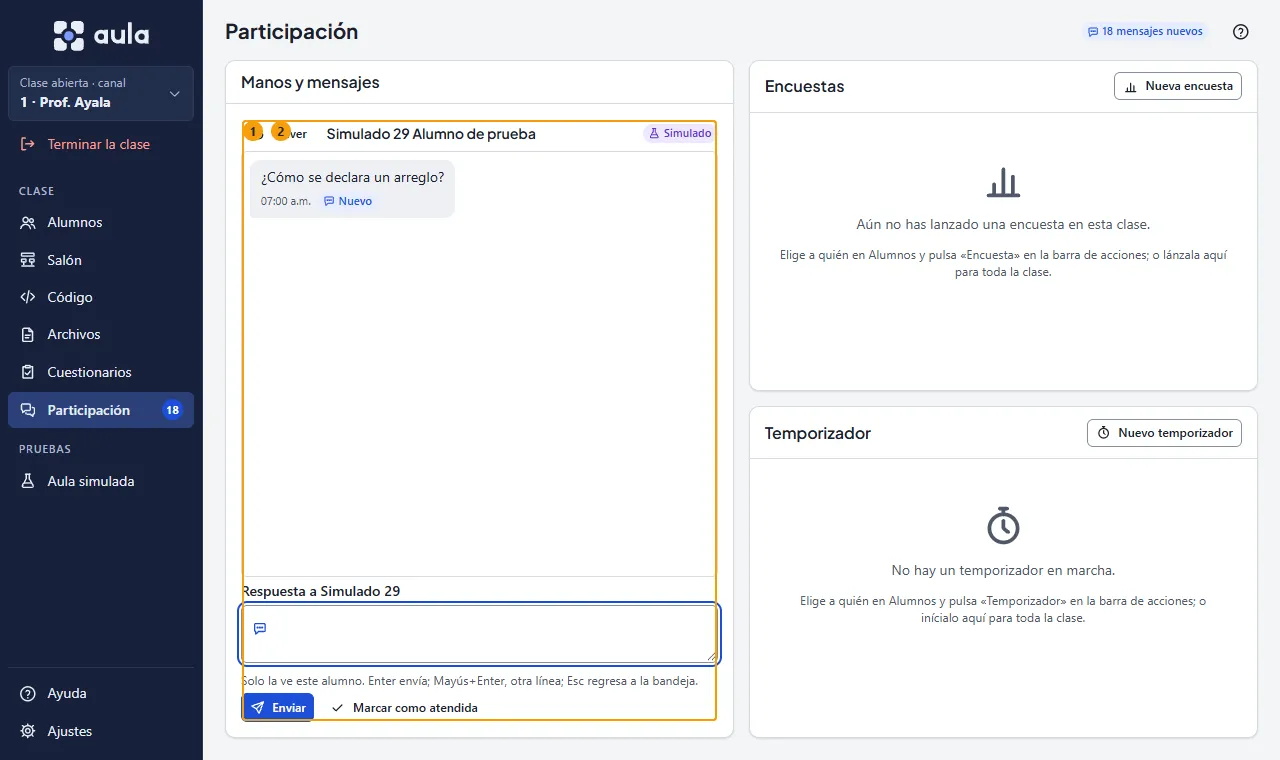 aula
Clase abierta · canal
1 · Prof. Ayala
Terminar la clase
CLASE
Alumnos
Salón
Código
Archivos
Cuestionarios
Participación 18
PRUEBAS
Aula simulada
Ayuda
Ajustes
Participación
18 mensajes nuevos
Manos y mensajes
1 2 Simulado 29 Alumno de prueba
Simulado
¿Cómo se declara un arreglo?
07:00 a.m. Nuevo
Respuesta a Simulado 29
Solo la ve este alumno. Enter envía; Mayús+Enter, otra línea; Esc regresa a la bandeja.
Enviar
Marcar como atendida
Encuestas
Nueva encuesta
Aún no has lanzado una encuesta en esta clase.
Elige a quién en Alumnos y pulsa «Encuesta» en la barra de acciones; o lánzala aquí
para toda la clase.
Temporizador
Nuevo temporizador
No hay un temporizador en marcha.
Elige a quién en Alumnos y pulsa «Temporizador» en la barra de acciones; o
inícialo aquí para toda la clase.